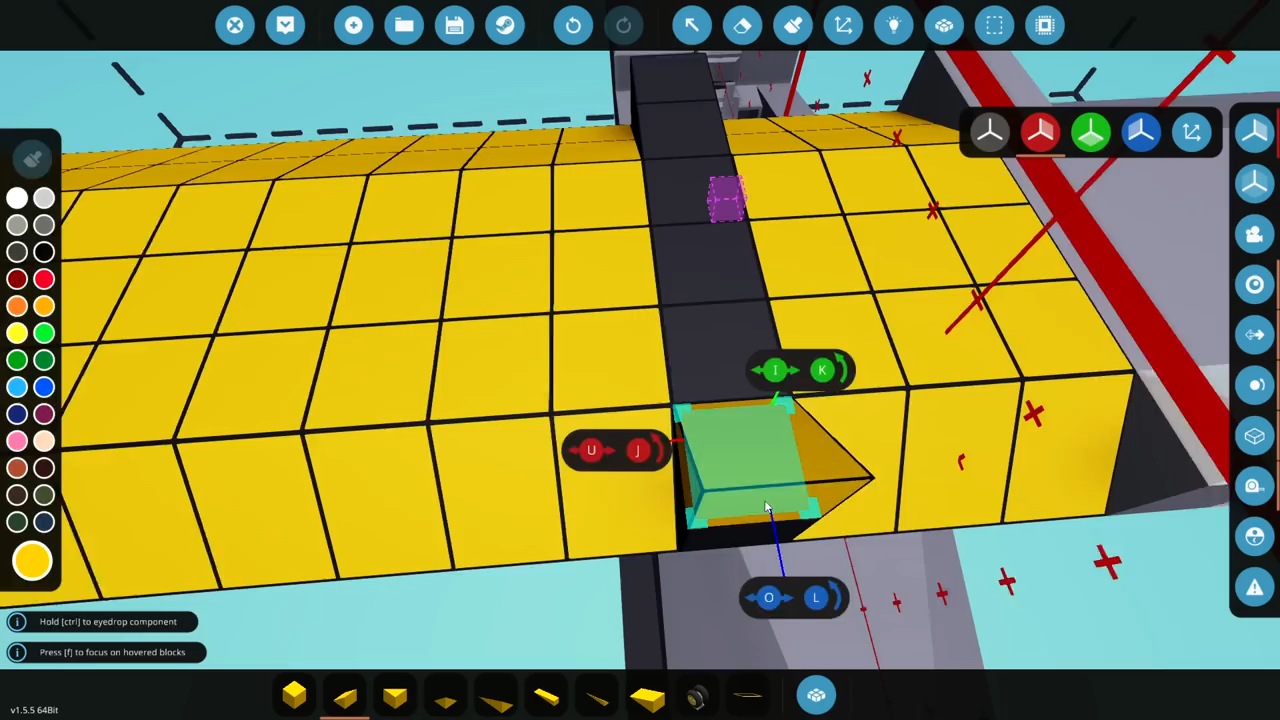 I K
U J
O L
Hold [ctrl] to eyedrop component
Press [f] to focus on hovered blocks
v1.5.5 64Bit